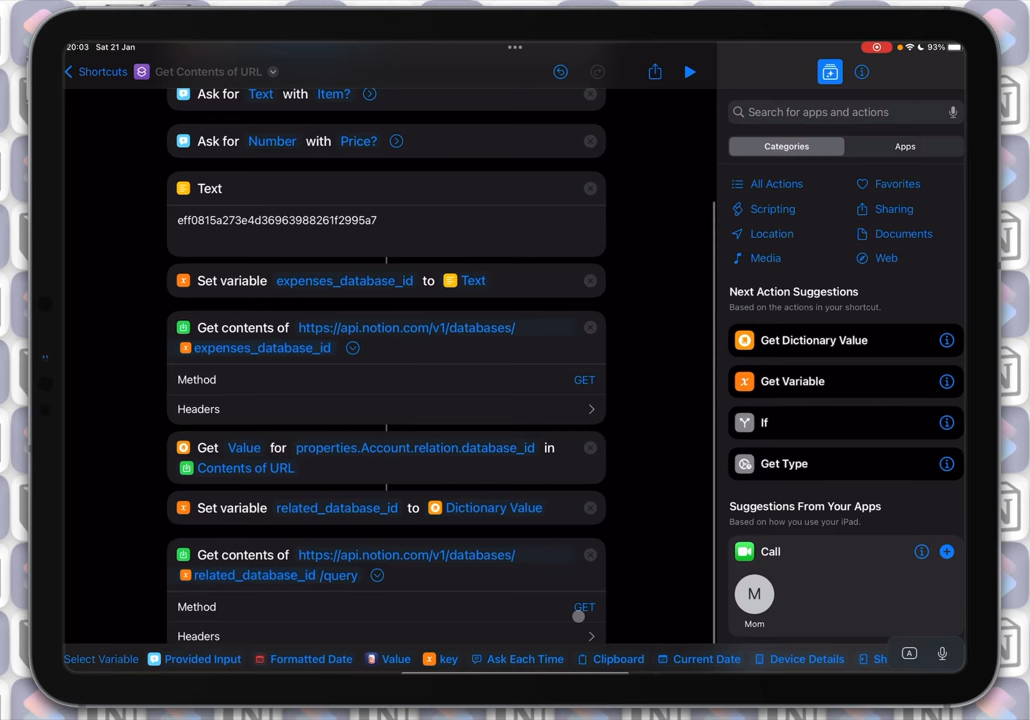 20:03 Sat 21 Jan
93%
Shortcuts Get Contents of URL
Ask for Text with Item?
Ask for Number with Price?
Text
eff0815a273e4d36963988261f2995a7
Set variable expenses_database_id to Text
Get contents of https://api.notion.com/v1/databases/
expenses_database_id
Method GET
Headers
Get Value for properties.Account.relation.database_id in
Contents of URL
Set variable related_database_id to Dictionary Value
Get contents of https://api.notion.com/v1/databases/
related_database_id /query
Method GET
Headers
Select Variable Provided Input Formatted Date Value key Ask Each Time Clipboard Current Date Device Details Sh
Search for apps and actions
Categories Apps
All Actions Favorites
Scripting Sharing
Location Documents
Media Web
Next Action Suggestions
Based on the actions in your shortcut.
Get Dictionary Value
Get Variable
If
Get Type
Suggestions From Your Apps
Based on how you use your iPad.
Call
M
Mom
A